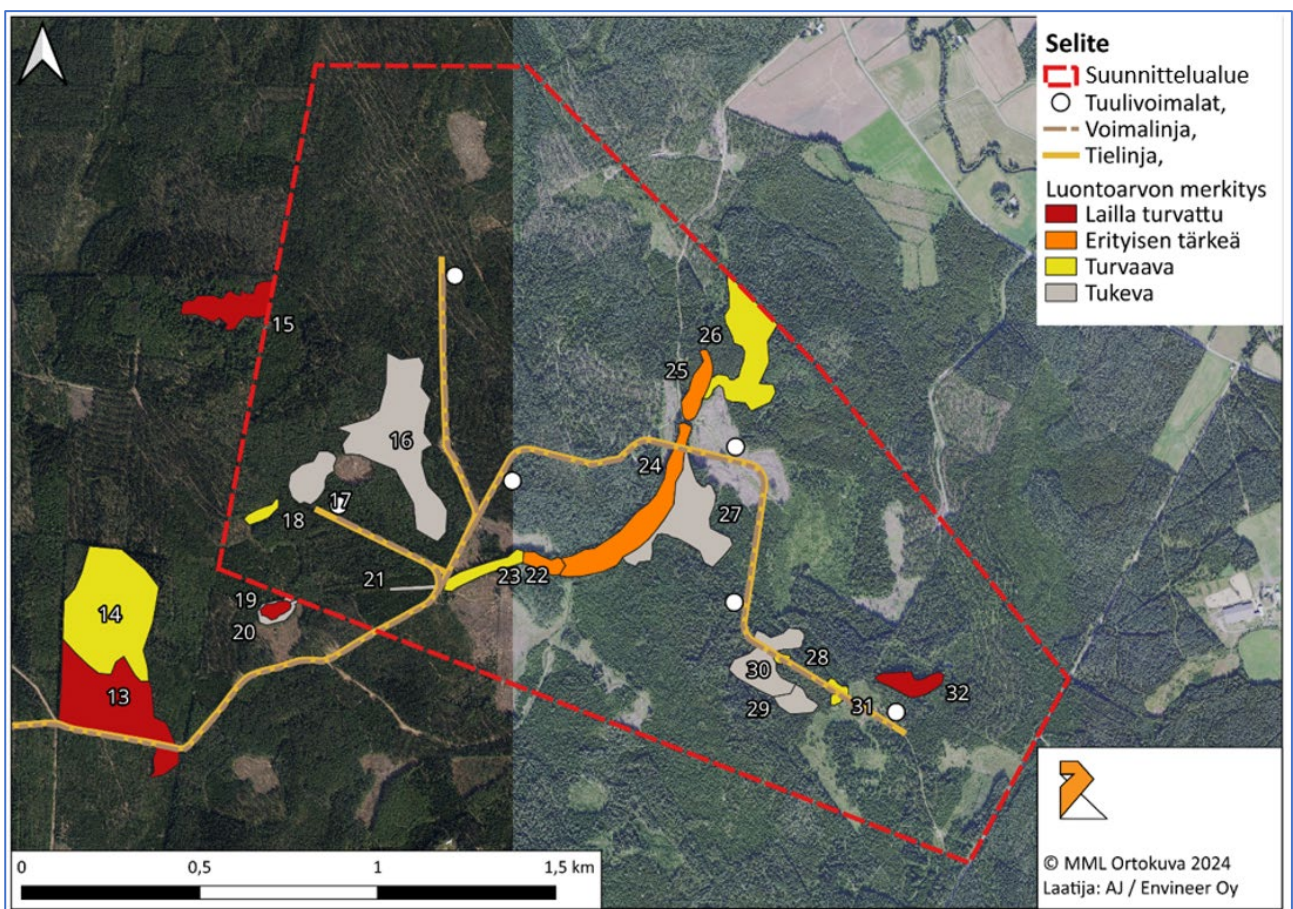 Selite
Suunnittelualue
Tuulivoimalat,
Voimalinja,
Tielinja,
Luontoarvon merkitys
Lailla turvattu
Erityisen tärkeä
Turvaava
Tukeva
15
26
25
16
24
17
18
27
21
23
22
14
19
20
28
30
13
31
32
29
0
0,5
1
1,5 km
© MML Ortokuva 2024
Laatija: AJ / Envineer Oy